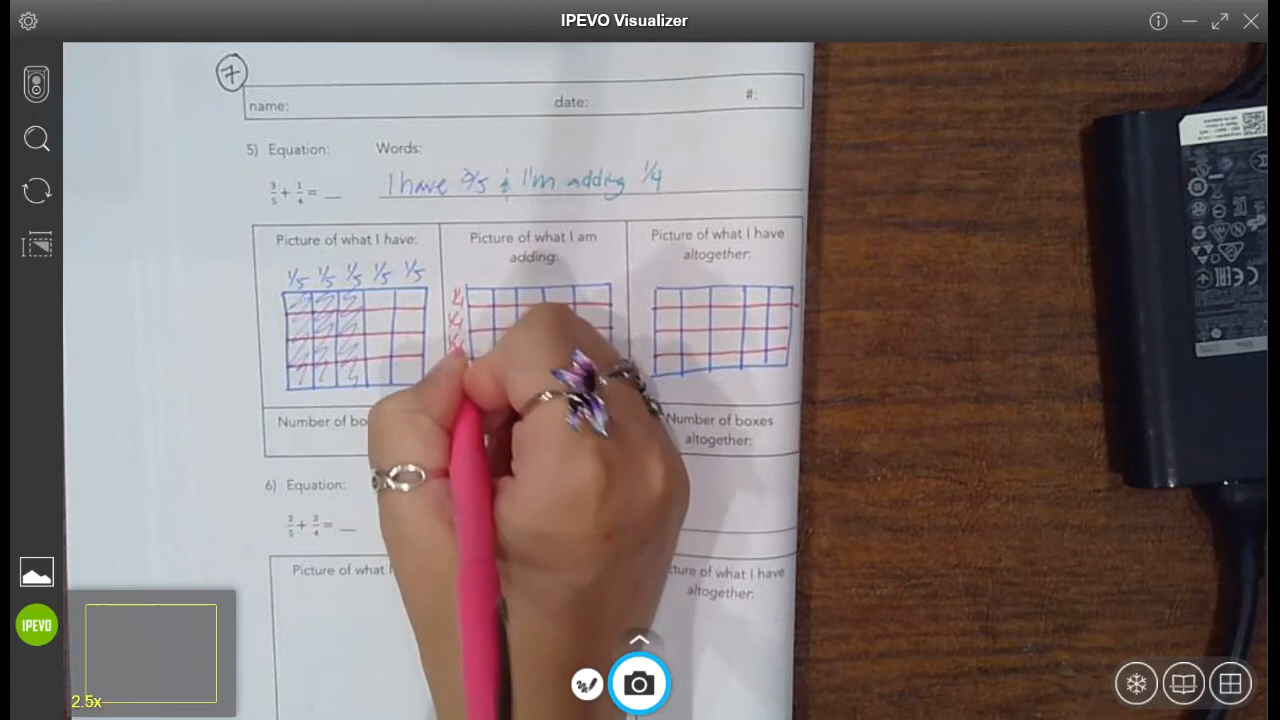 IPEVO Visualizer
7
name: date: #:
5) Equation: Words:
3/5 + 1/4 = __ I have 3/5 & I'm adding 1/4
Picture of what I have: Picture of what I am adding: Picture of what I have altogether:
1/5 1/5 1/5 1/5 1/5
1/4
1/4
1/4
Number of bo Number of boxes altogether:
6) Equation:
3/5 + 3/4 = __
Picture of what cture of what I have altogether:
IPEVO
2.5x